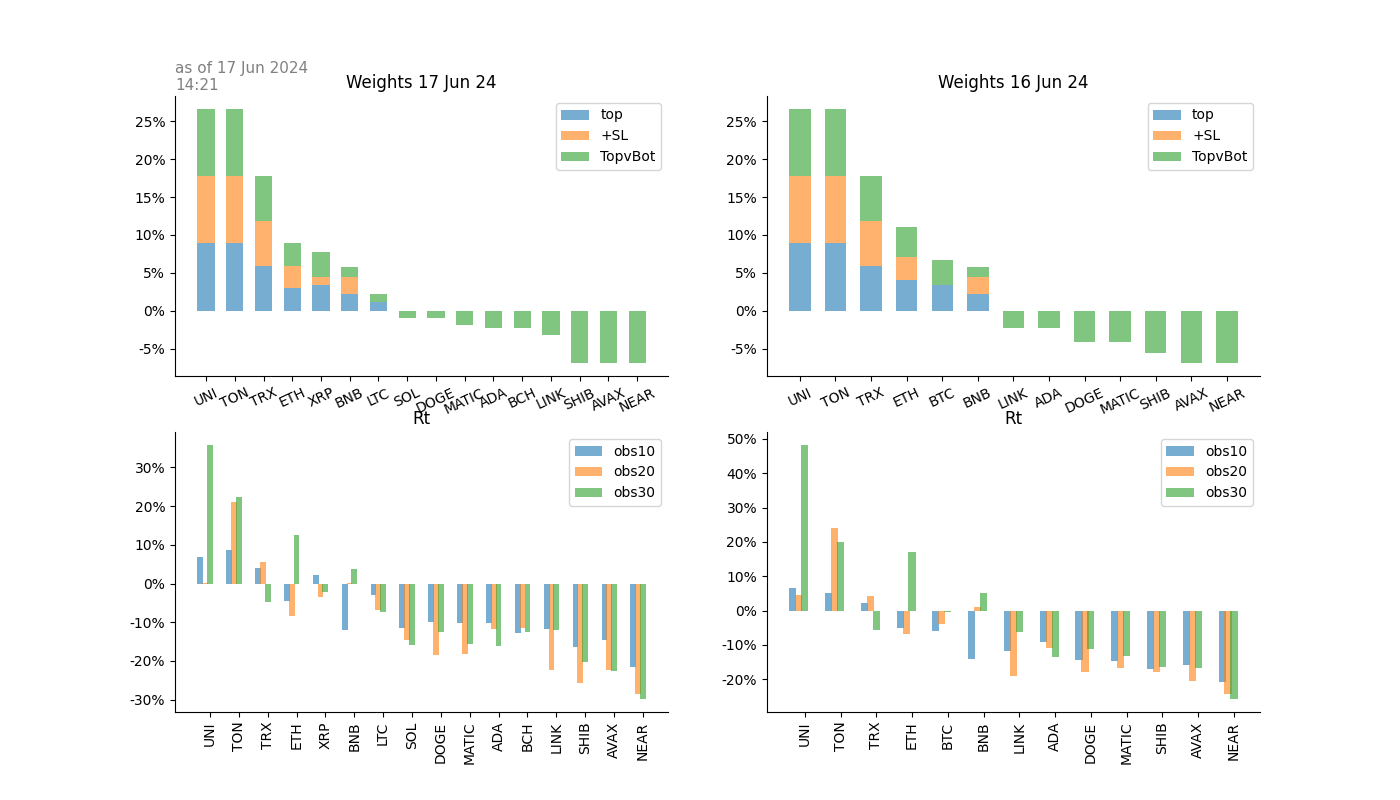 as of 17 Jun 2024
14:21
Weights 17 Jun 24
25%
20%
15%
10%
5%
0%
-5%
top
+SL
TopvBot
UNI TON TRX ETH XRP BNB LTC SOL DOGE MATIC ADA BCH LINK SHIB AVAX NEAR
Weights 16 Jun 24
25%
20%
15%
10%
5%
0%
-5%
top
+SL
TopvBot
UNI TON TRX ETH BTC BNB LINK ADA DOGE MATIC SHIB AVAX NEAR
Rt
30%
20%
10%
0%
-10%
-20%
-30%
obs10
obs20
obs30
UNI TON TRX ETH XRP BNB LTC SOL DOGE MATIC ADA BCH LINK SHIB AVAX NEAR
Rt
50%
40%
30%
20%
10%
0%
-10%
-20%
obs10
obs20
obs30
UNI TON TRX ETH BTC BNB LINK ADA DOGE MATIC SHIB AVAX NEAR